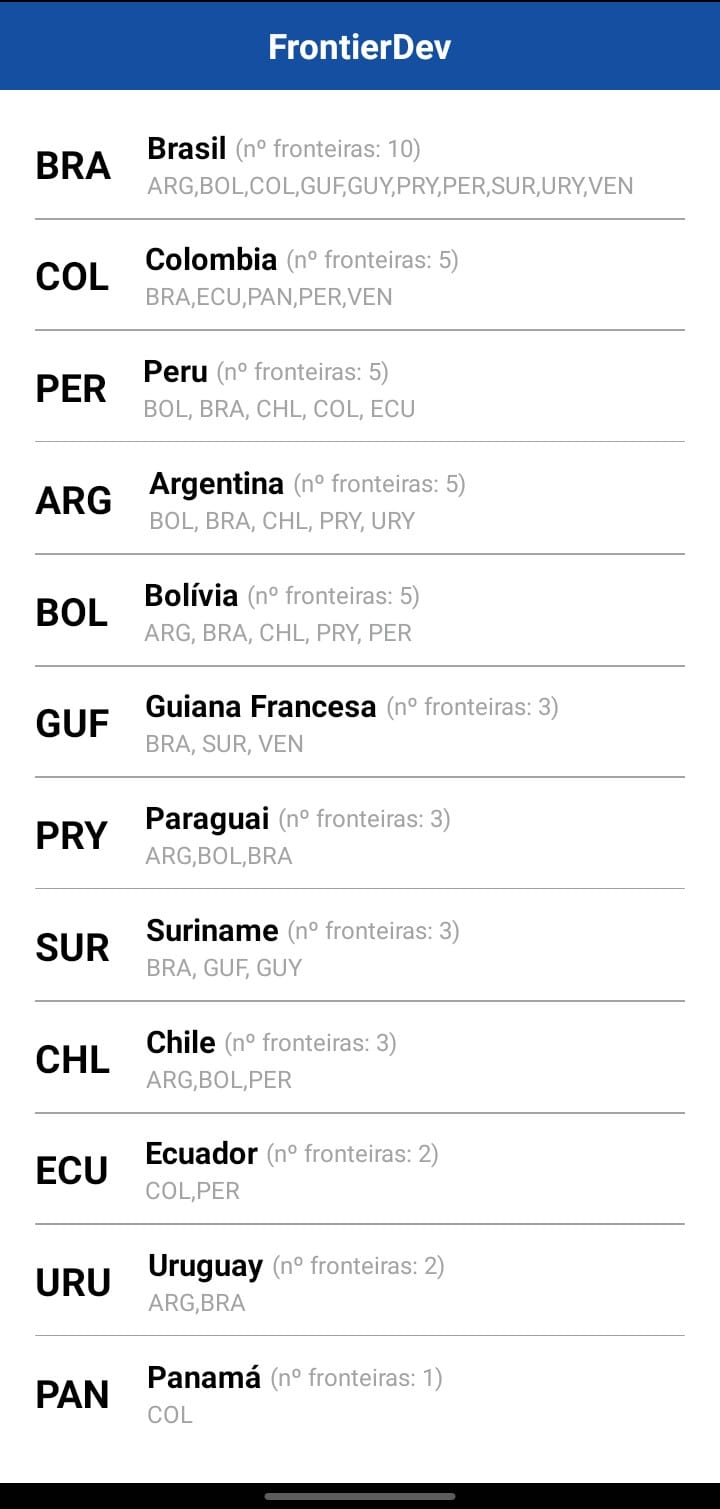 FrontierDev
BRA
Brasil (nº fronteiras: 10)
ARG,BOL,COL,GUF,GUY,PRY,PER,SUR,URY,VEN
COL
Colombia (nº fronteiras: 5)
BRA,ECU,PAN,PER,VEN
PER
Peru (nº fronteiras: 5)
BOL, BRA, CHL, COL, ECU
ARG
Argentina (nº fronteiras: 5)
BOL, BRA, CHL, PRY, URY
BOL
Bolívia (nº fronteiras: 5)
ARG, BRA, CHL, PRY, PER
GUF
Guiana Francesa (nº fronteiras: 3)
BRA, SUR, VEN
PRY
Paraguai (nº fronteiras: 3)
ARG,BOL,BRA
SUR
Suriname (nº fronteiras: 3)
BRA, GUF, GUY
CHL
Chile (nº fronteiras: 3)
ARG,BOL,PER
ECU
Ecuador (nº fronteiras: 2)
COL,PER
URU
Uruguay (nº fronteiras: 2)
ARG,BRA
PAN
Panamá (nº fronteiras: 1)
COL